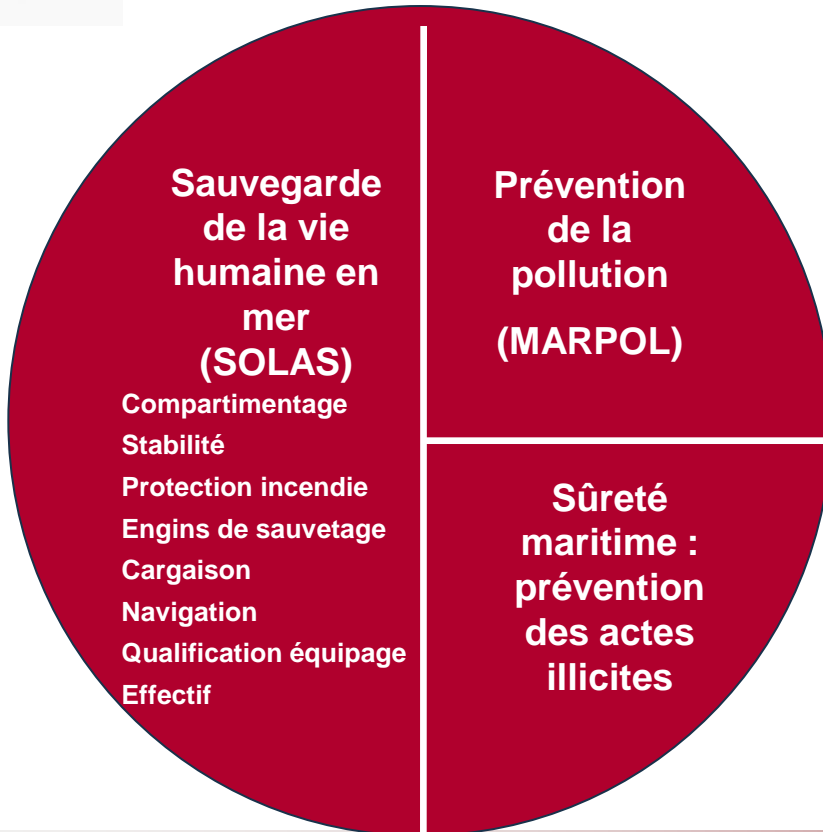 Sauvegarde
de la vie
humaine en
mer
(SOLAS)
Compartimentage
Stabilité
Protection incendie
Engins de sauvetage
Cargaison
Navigation
Qualification équipage
Effectif
Prévention
de la
pollution
(MARPOL)
Sûreté
maritime :
prévention
des actes
illicites